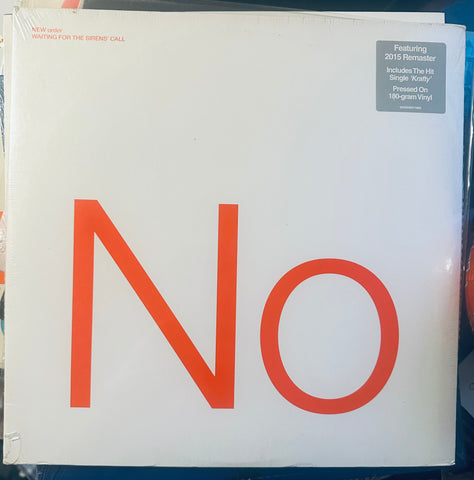 NEW order
WAITING FOR THE SIRENS' CALL
Featuring
2015 Remaster
Includes The Hit
Single 'Krafty'
Pressed On
180-gram Vinyl
No